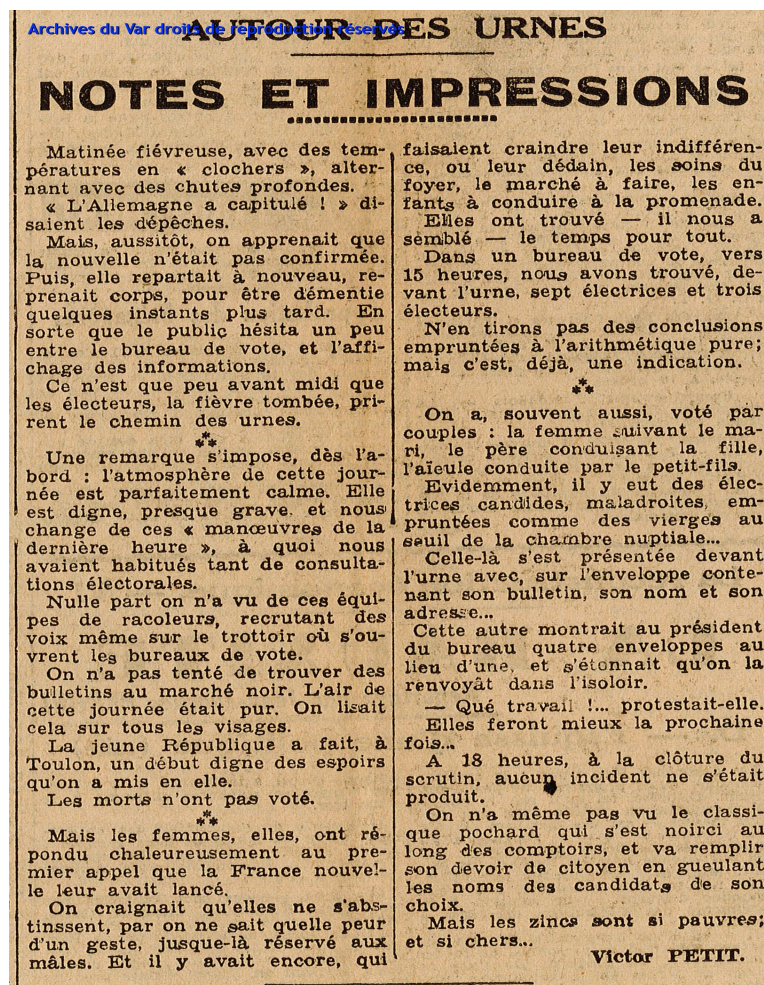 Archives du Var droits de reproduction réservés
AUTOUR DES URNES
NOTES ET IMPRESSIONS
Matinée fiévreuse, avec des tem-
pératures en « clochers », alter-
nant avec des chutes profondes.
« L'Allemagne a capitulé ! » di-
saient les dépêches.
Mais, aussitôt, on apprenait que
la nouvelle n'était pas confirmée.
Puis, elle repartait à nouveau, re-
prenait corps, pour être démentie
quelques instants plus tard. En
sorte que le public hésita un peu
entre le bureau de vote, et l'affi-
chage des informations.
Ce n'est que peu avant midi que
les électeurs, la fièvre tombée, pri-
rent le chemin des urnes.
***
Une remarque s'impose, dès l'a-
bord : l'atmosphère de cette jour-
née est parfaitement calme. Elle
est digne, presque grave. et nous
change de ces « manœuvres de la
dernière heure », à quoi nous
avaient habitués tant de consulta-
tions électorales.
Nulle part on n'a vu de ces équi-
pes de racoleurs, recrutant des
voix même sur le trottoir où s'ou-
vrent les bureaux de vote.
On n'a pas tenté de trouver des
bulletins au marché noir. L'air de
cette journée était pur. On lisait
cela sur tous les visages.
La jeune République a fait, à
Toulon, un début digne des espoirs
qu'on a mis en elle.
Les morts n'ont pas voté.
***
Mais les femmes, elles, ont ré-
pondu chaleureusement au pre-
mier appel que la France nouvel-
le leur avait lancé.
On craignait qu'elles ne s'abs-
tinssent, par on ne sait quelle peur
d'un geste, jusque-là réservé aux
mâles. Et il y avait encore, qui
faisaient craindre leur indifféren-
ce, ou leur dédain, les soins du
foyer, le marché à faire, les en-
fants à conduire à la promenade.
Elles ont trouvé — il nous a
semblé — le temps pour tout.
Dans un bureau de vote, vers
15 heures, nous avons trouvé, de-
vant l'urne, sept électrices et trois
électeurs.
N'en tirons pas des conclusions
empruntées à l'arithmétique pure;
mais c'est, déjà, une indication.
***
On a, souvent aussi, voté par
couples : la femme suivant le ma-
ri, le père conduisant la fille,
l'aïeule conduite par le petit-fils.
Evidemment, il y eut des élec-
trices candides, maladroites, em-
pruntées comme des vierges au
seuil de la chambre nuptiale...
Celle-là s'est présentée devant
l'urne avec, sur l'enveloppe conte-
nant son bulletin, son nom et son
adresse...
Cette autre montrait au président
du bureau quatre enveloppes au
lieu d'une, et s'étonnait qu'on la
renvoyât dans l'isoloir.
— Qué travail !... protestait-elle.
Elles feront mieux la prochaine
fois...
A 18 heures, à la clôture du
scrutin, aucun incident ne s'était
produit.
On n'a même pas vu le classi-
que pochard qui s'est noirci au
long des comptoirs, et va remplir
son devoir de citoyen en gueulant
les noms des candidats de son
choix.
Mais les zincs sont si pauvres;
et si chers...
Victor PETIT.